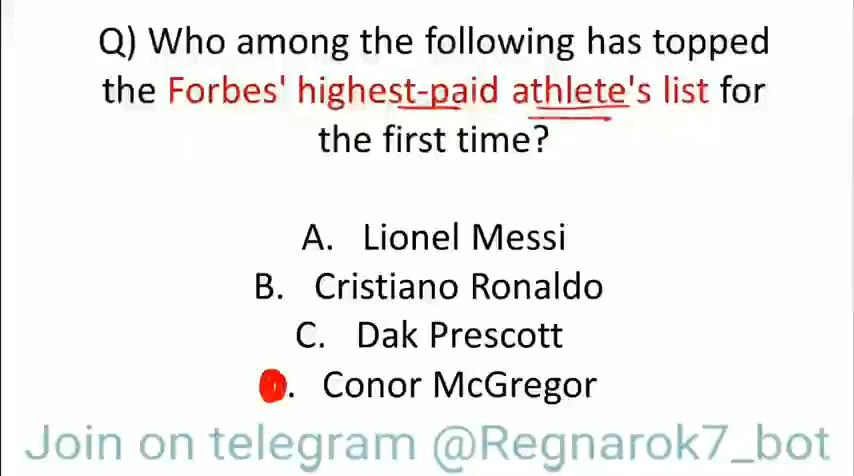 Q) Who among the following has topped
the Forbes' highest-paid athlete's list for
the first time?
A. Lionel Messi
B. Cristiano Ronaldo
C. Dak Prescott
. Conor McGregor
Join on telegram @Regnarok7_bot